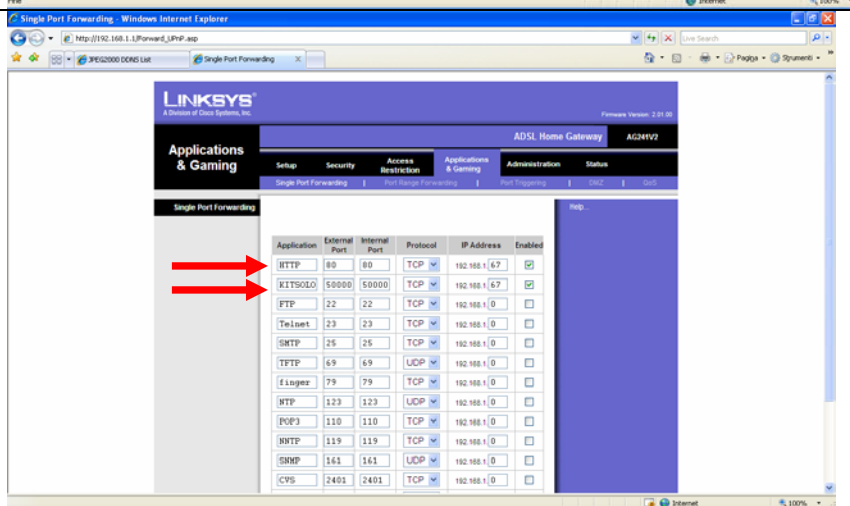 Fine
Internet
100%
Single Port Forwarding - Windows Internet Explorer
http://192.168.1.1/Forward_UPnP.asp
Live Search
JPEG2000 DDNS List
Single Port Forwarding
Pagina
Strumenti
LINKSYS®
A Division of Cisco Systems, Inc.
Firmware Version: 2.01.00
ADSL Home Gateway
AG241V2
Applications & Gaming
Setup
Security
Access Restriction
Applications & Gaming
Administration
Status
Single Port Forwarding | Port Range Forwarding | Port Triggering | DMZ | QoS
Single Port Forwarding
Help...
Application External Port Internal Port Protocol IP Address Enabled
HTTP 80 80 TCP 192.168.1. 67
KITSOLO 50000 50000 TCP 192.168.1. 67
FTP 22 22 TCP 192.168.1. 0
Telnet 23 23 TCP 192.168.1. 0
SMTP 25 25 TCP 192.168.1. 0
TFTP 69 69 UDP 192.168.1. 0
finger 79 79 TCP 192.168.1. 0
NTP 123 123 UDP 192.168.1. 0
POP3 110 110 TCP 192.168.1. 0
NNTP 119 119 TCP 192.168.1. 0
SNMP 161 161 UDP 192.168.1. 0
CVS 2401 2401 TCP 192.168.1. 0
Internet
100%